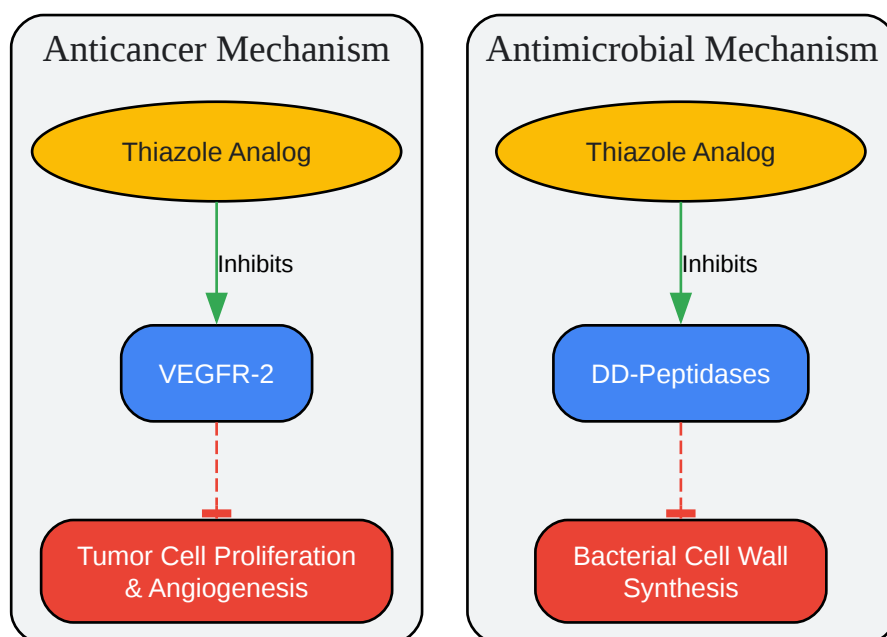 Anticancer Mechanism
Thiazole Analog
Inhibits
VEGFR-2
Tumor Cell Proliferation
& Angiogenesis
Antimicrobial Mechanism
Thiazole Analog
Inhibits
DD-Peptidases
Bacterial Cell Wall
Synthesis